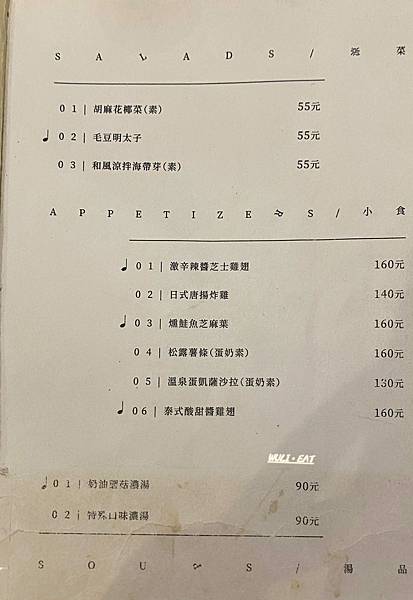 SALADS/ 菜
01| 胡麻花椰菜(素) 55元
♩02| 毛豆明太子 55元
03| 和風涼拌海帶芽(素) 55元
APPETIZERS/小食
♩01| 激辛辣醬芝士雞翅 160元
02| 日式唐揚炸雞 140元
♩03| 燻鮭魚芝麻葉 160元
04| 松露薯條(蛋奶素) 160元
05| 溫泉蛋凱薩沙拉(蛋奶素) 130元
♩06| 泰式酸甜醬雞翅 160元
WULI·EAT
♩01| 奶油蘑菇濃湯 90元
02| 特殊口味濃湯 90元
SOUPS/湯品